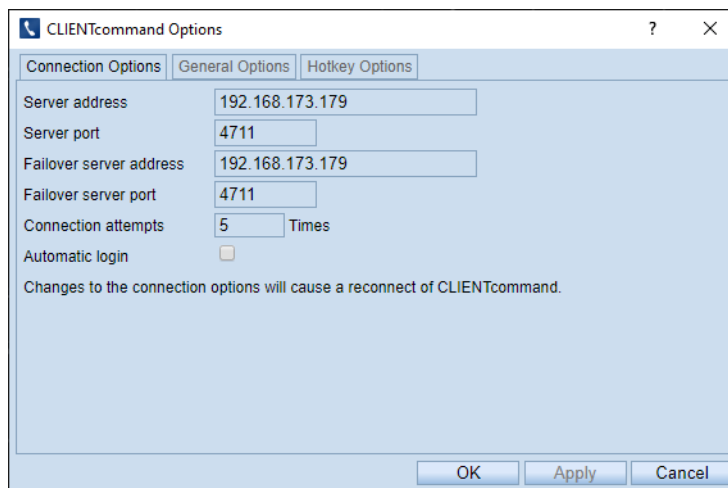 CLIENTcommand Options ? ×
Connection Options General Options Hotkey Options
Server address 192.168.173.179
Server port 4711
Failover server address 192.168.173.179
Failover server port 4711
Connection attempts 5 Times
Automatic login
Changes to the connection options will cause a reconnect of CLIENTcommand.
OK Apply Cancel